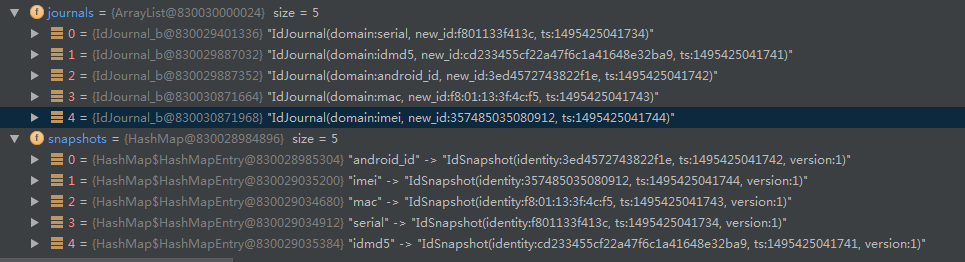 journals = {ArrayList@830030000024} size = 5
0 = {IdJournal_b@830029401336} "IdJournal(domain:serial, new_id:f801133f413c, ts:1495425041734)"
1 = {IdJournal_b@830029887032} "IdJournal(domain:idmd5, new_id:cd233455cf22a47f6c1a41648e32ba9, ts:1495425041741)"
2 = {IdJournal_b@830029887352} "IdJournal(domain:android_id, new_id:3ed4572743822f1e, ts:1495425041742)"
3 = {IdJournal_b@830030871664} "IdJournal(domain:mac, new_id:f8:01:13:3f:4c:f5, ts:1495425041743)"
4 = {IdJournal_b@830030871968} "IdJournal(domain:imei, new_id:357485035080912, ts:1495425041744)"
snapshots = {HashMap@830028984896} size = 5
0 = {HashMap$HashMapEntry@830028985304} "android_id" -> "IdSnapshot(identity:3ed4572743822f1e, ts:1495425041742, version:1)"
1 = {HashMap$HashMapEntry@830029035200} "imei" -> "IdSnapshot(identity:357485035080912, ts:1495425041744, version:1)"
2 = {HashMap$HashMapEntry@830029034680} "mac" -> "IdSnapshot(identity:f8:01:13:3f:4c:f5, ts:1495425041743, version:1)"
3 = {HashMap$HashMapEntry@830029034912} "serial" -> "IdSnapshot(identity:f801133f413c, ts:1495425041734, version:1)"
4 = {HashMap$HashMapEntry@830029035384} "idmd5" -> "IdSnapshot(identity:cd233455cf22a47f6c1a41648e32ba9, ts:1495425041741, version:1)"